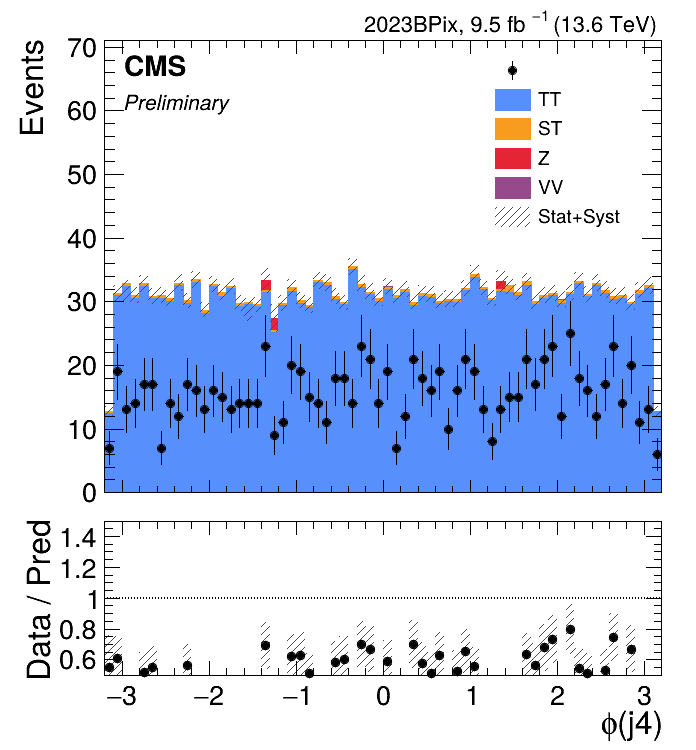 2023BPix, 9.5 fb⁻¹ (13.6 TeV)
CMS
Preliminary
TT
ST
Z
VV
Stat+Syst
Events
70
60
50
40
30
20
10
0
Data / Pred
1.4
1.2
1
0.8
0.6
−3 −2 −1 0 1 2 3
ϕ(j4)